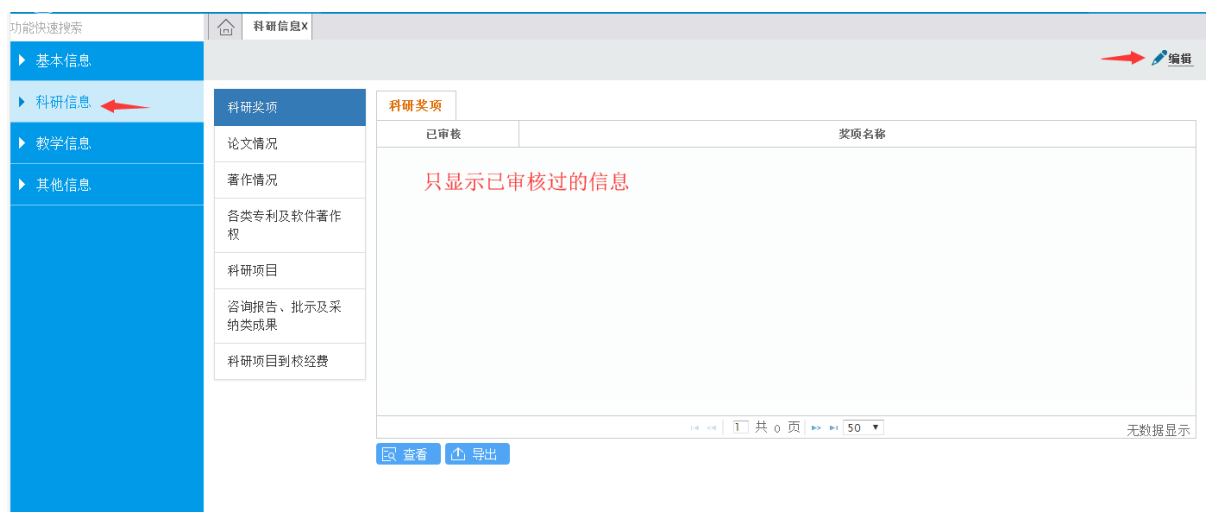 功能快速搜索
科研信息X
基本信息
编辑
科研信息
教学信息
其他信息
科研奖项
论文情况
著作情况
各类专利及软件著作
权
科研项目
咨询报告、批示及采
纳类成果
科研项目到校经费
科研奖项
已审核 奖项名称
只显示已审核过的信息
1 共 0 页 50
无数据显示
查看 导出